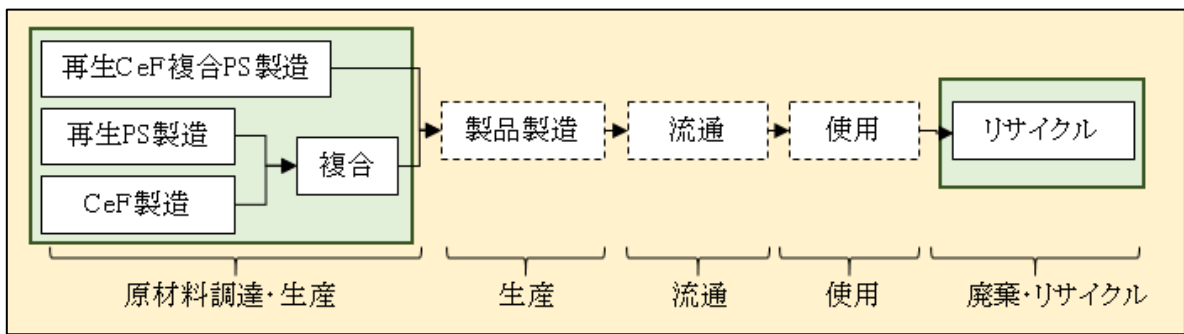 再生CeF複合PS製造
再生PS製造
CeF製造
複合
製品製造
流通
使用
リサイクル
原材料調達・生産
生産
流通
使用
廃棄・リサイクル